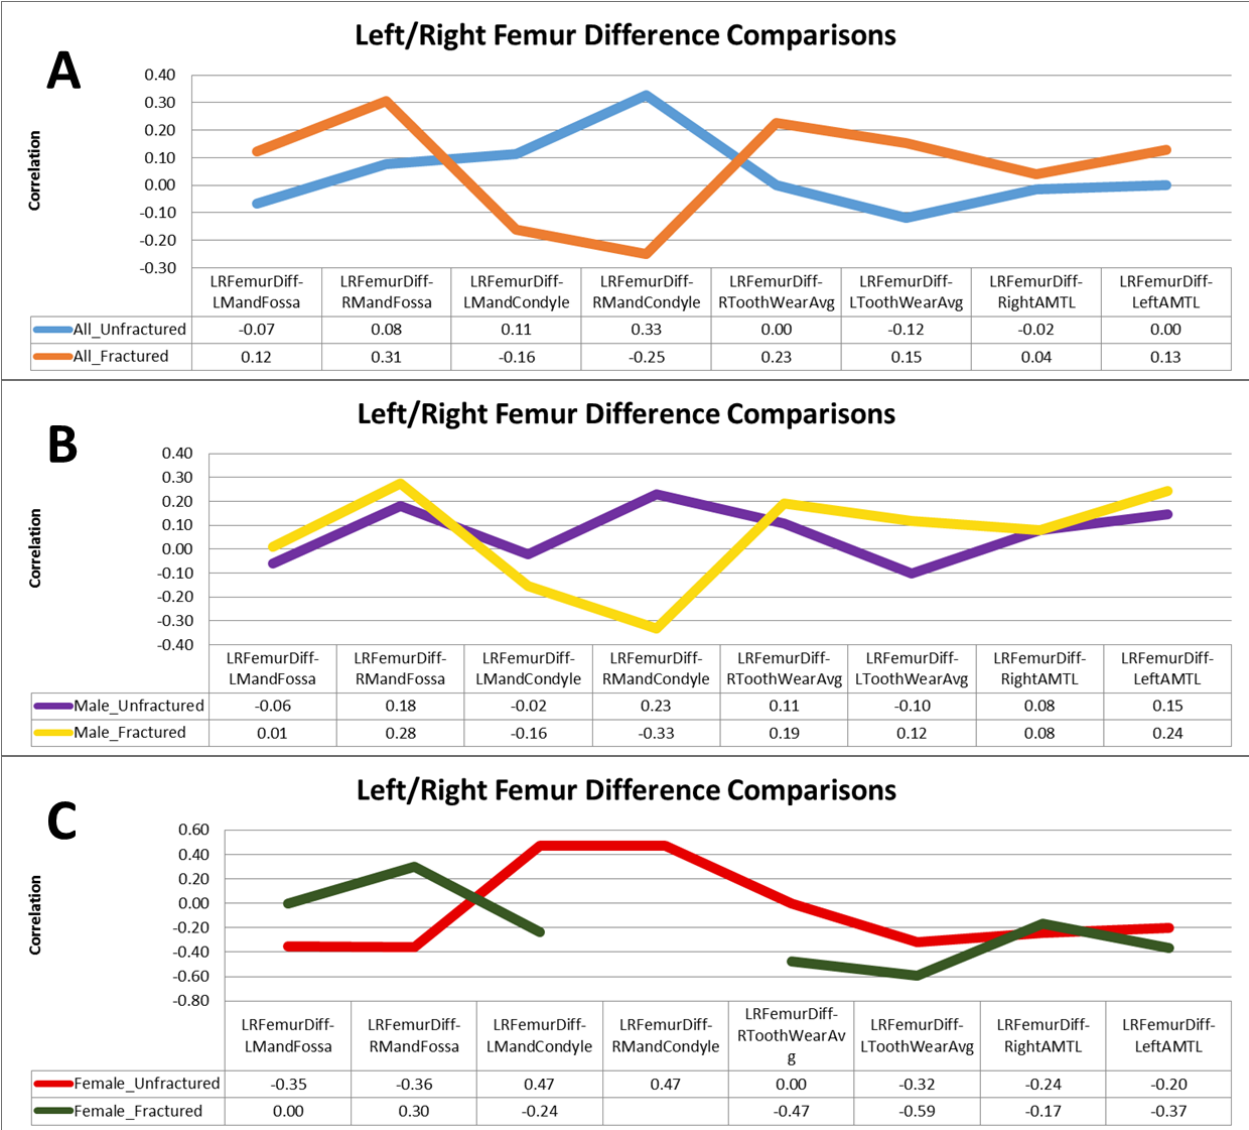 Left/Right Femur Difference Comparisons
A
Correlation
0.40
0.30
0.20
0.10
0.00
-0.10
-0.20
-0.30
LRFemurDiff-LMandFossa LRFemurDiff-RMandFossa LRFemurDiff-LMandCondyle LRFemurDiff-RMandCondyle LRFemurDiff-RToothWearAvg LRFemurDiff-LToothWearAvg LRFemurDiff-RightAMTL LRFemurDiff-LeftAMTL
All_Unfractured -0.07 0.08 0.11 0.33 0.00 -0.12 -0.02 0.00
All_Fractured 0.12 0.31 -0.16 -0.25 0.23 0.15 0.04 0.13
Left/Right Femur Difference Comparisons
B
Correlation
0.40
0.30
0.20
0.10
0.00
-0.10
-0.20
-0.30
-0.40
LRFemurDiff-LMandFossa LRFemurDiff-RMandFossa LRFemurDiff-LMandCondyle LRFemurDiff-RMandCondyle LRFemurDiff-RToothWearAvg LRFemurDiff-LToothWearAvg LRFemurDiff-RightAMTL LRFemurDiff-LeftAMTL
Male_Unfractured -0.06 0.18 -0.02 0.23 0.11 -0.10 0.08 0.15
Male_Fractured 0.01 0.28 -0.16 -0.33 0.19 0.12 0.08 0.24
Left/Right Femur Difference Comparisons
C
Correlation
0.60
0.40
0.20
0.00
-0.20
-0.40
-0.60
-0.80
LRFemurDiff-LMandFossa LRFemurDiff-RMandFossa LRFemurDiff-LMandCondyle LRFemurDiff-RMandCondyle LRFemurDiff-RToothWearAvg LRFemurDiff-LToothWearAvg LRFemurDiff-RightAMTL LRFemurDiff-LeftAMTL
Female_Unfractured -0.35 -0.36 0.47 0.47 0.00 -0.32 -0.24 -0.20
Female_Fractured 0.00 0.30 -0.24 -0.47 -0.59 -0.17 -0.37